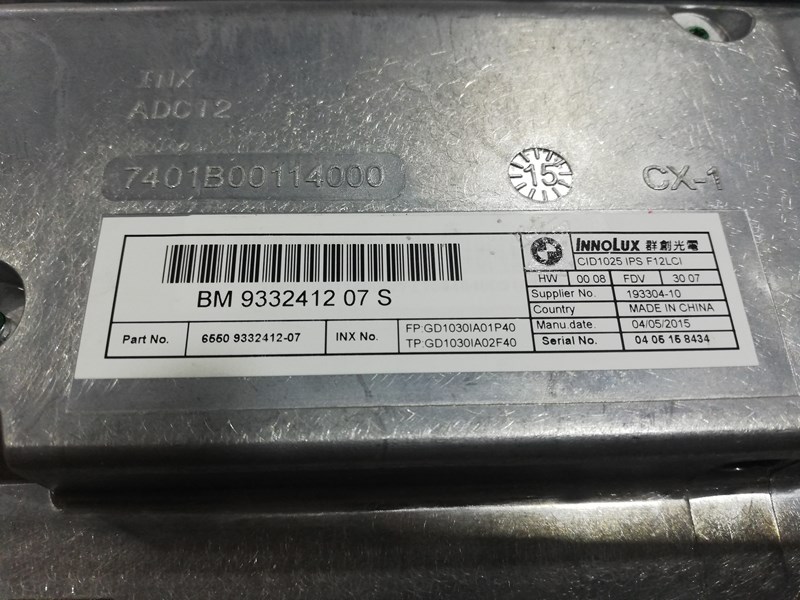 INX
ADC12
7401B00114000
15
CX-1
INNOLUX 群創光電
CID1025 IPS F12LCI
BM 9332412 07 S
HW 00 08 FDV 30 07
Supplier No. 193304-10
Country MADE IN CHINA
Manu.date. 04/05/2015
Serial No. 04 05 15 8434
Part No. 6550 9332412-07 INX No. FP:GD1030IA01P40
TP:GD1030IA02F40